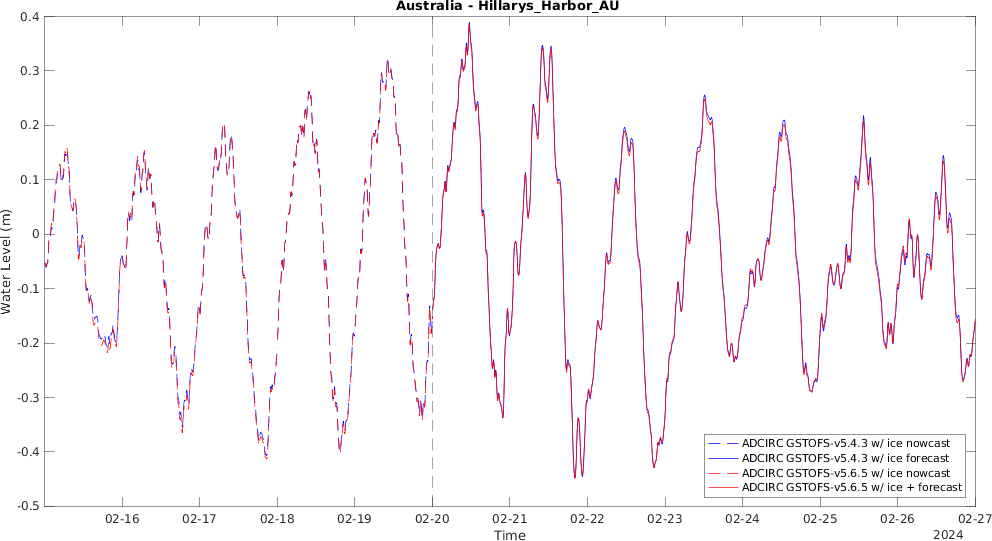 Australia - Hillarys_Harbor_AU
Water Level (m)
0.4
0.3
0.2
0.1
0
-0.1
-0.2
-0.3
-0.4
-0.5
ADCIRC GSTOFS-v5.4.3 w/ ice nowcast
ADCIRC GSTOFS-v5.4.3 w/ ice forecast
ADCIRC GSTOFS-v5.6.5 w/ ice nowcast
ADCIRC GSTOFS-v5.6.5 w/ ice + forecast
02-16 02-17 02-18 02-19 02-20 02-21 02-22 02-23 02-24 02-25 02-26 02-27
Time
2024